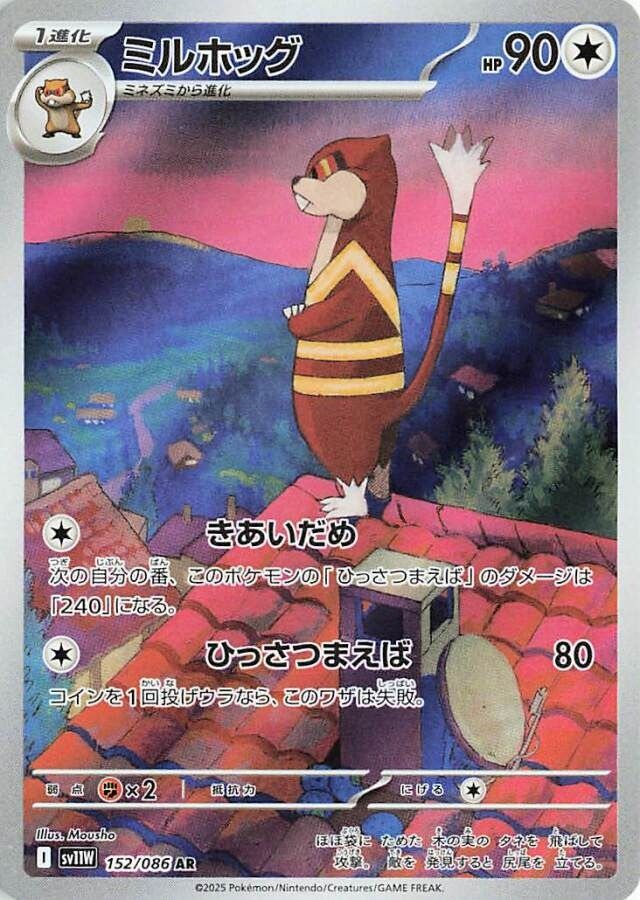 1進化
ミルホッグ
HP90
ミネズミから進化
きあいだめ
次の自分の番、このポケモンの「ひっさつまえば」のダメージは
「240」になる。
ひっさつまえば 80
コインを1回投げウラなら、このワザは失敗。
弱点 ×2 抵抗力 にげる
Illus. Mousho
I sv11W 152/086 AR
ほほ袋に ためた 木の実の タネを 飛ばして
攻撃。敵を 発見すると 尻尾を 立てる。
©2025 Pokémon/Nintendo/Creatures/GAME FREAK.